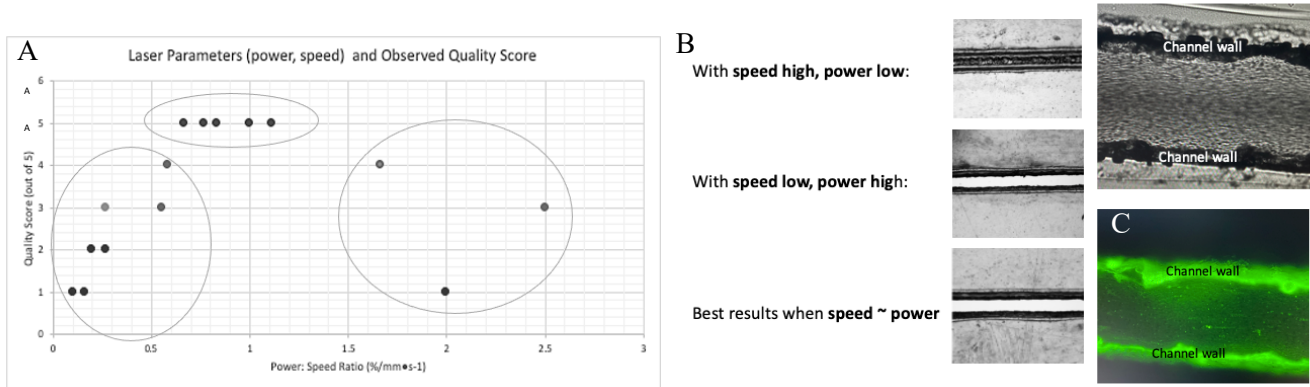 A
Laser Parameters (power, speed)  and Observed Quality Score
Quality Score (out of 5)
6
A
5
A
4
3
2
1
0
0
0.5
1
1.5
2
2.5
3
Power: Speed Ratio (%/mm●s-1)
B
With speed high, power low:
With speed low, power high:
Best results when speed ~ power
Channel wall
Channel wall
C
Channel wall
Channel wall